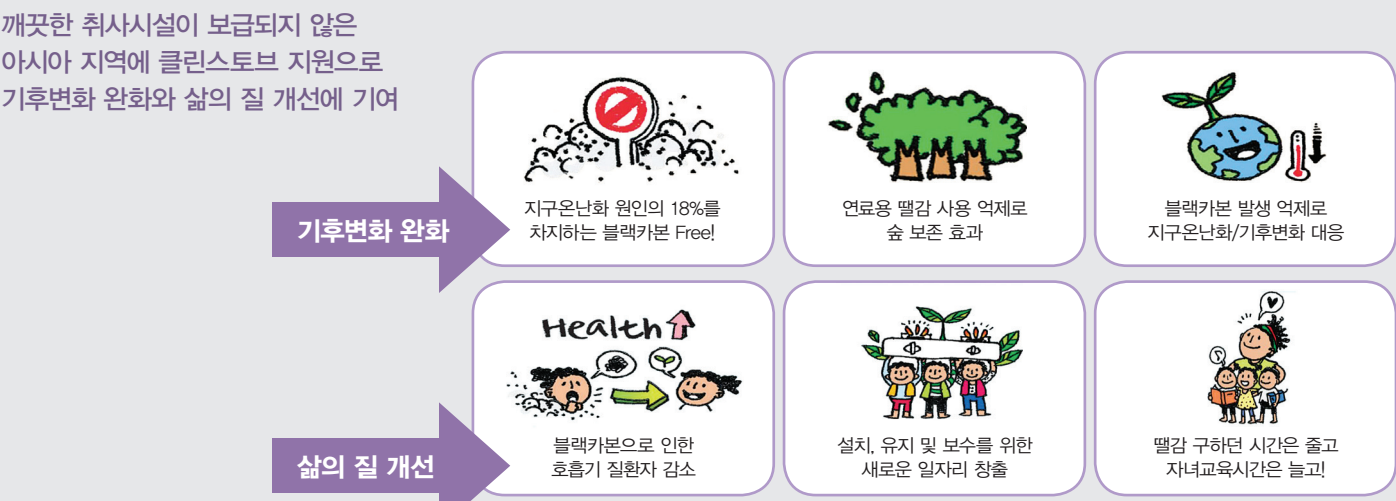 깨끗한 취사시설이 보급되지 않은
아시아 지역에 클린스토브 지원으로
기후변화 완화와 삶의 질 개선에 기여
기후변화 완화
지구온난화 원인의 18%를
차지하는 블랙카본 Free!
연료용 땔감 사용 억제로
숲 보존 효과
블랙카본 발생 억제로
지구온난화/기후변화 대응
삶의 질 개선
Health
블랙카본으로 인한
호흡기 질환자 감소
설치, 유지 및 보수를 위한
새로운 일자리 창출
땔감 구하던 시간은 줄고
자녀교육시간은 늘고!